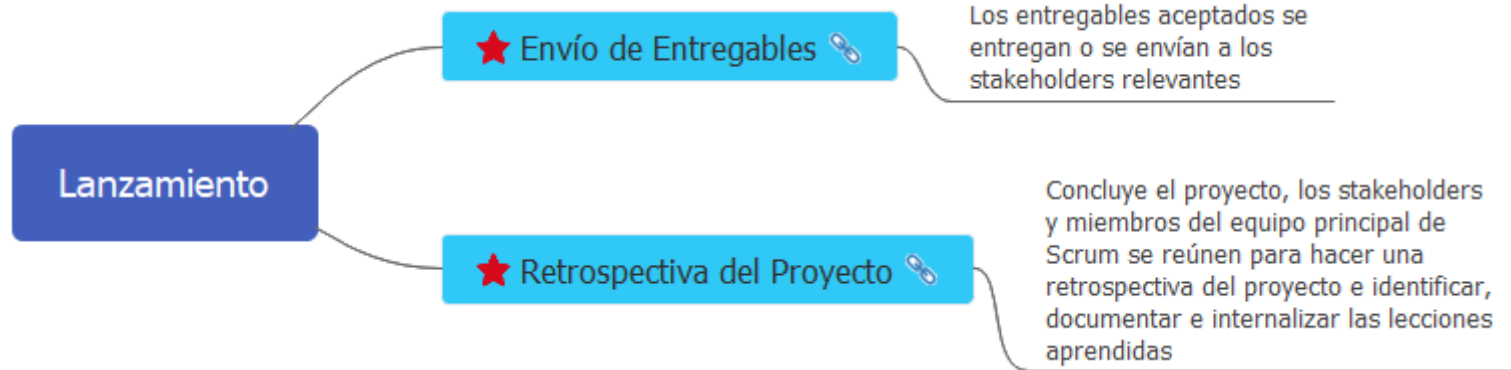 Lanzamiento
Envío de Entregables
Los entregables aceptados se
entregan o se envían a los
stakeholders relevantes
Retrospectiva del Proyecto
Concluye el proyecto, los stakeholders
y miembros del equipo principal de
Scrum se reúnen para hacer una
retrospectiva del proyecto e identificar,
documentar e internalizar las lecciones
aprendidas